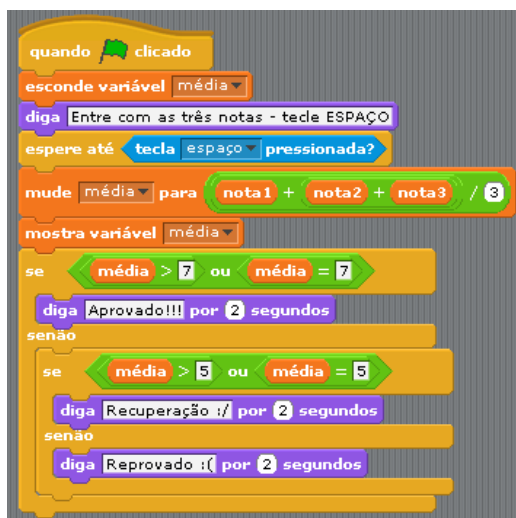 quando clicado
esconde variável média
diga Entre com as três notas - tecle ESPAÇO
espere até tecla espaço pressionada?
mude média para nota1 + nota2 + nota3 / 3
mostra variável média
se média > 7 ou média = 7
diga Aprovado!!! por 2 segundos
senão
se média > 5 ou média = 5
diga Recuperação :/ por 2 segundos
senão
diga Reprovado :( por 2 segundos